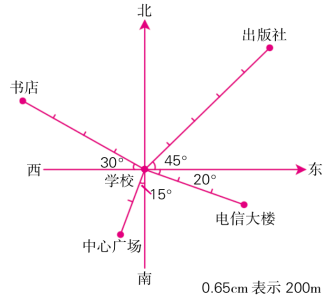 北
出版社
书店
30°
45°
西
东
学校
20°
15°
电信大楼
中心广场
南
0.65cm 表示 200m